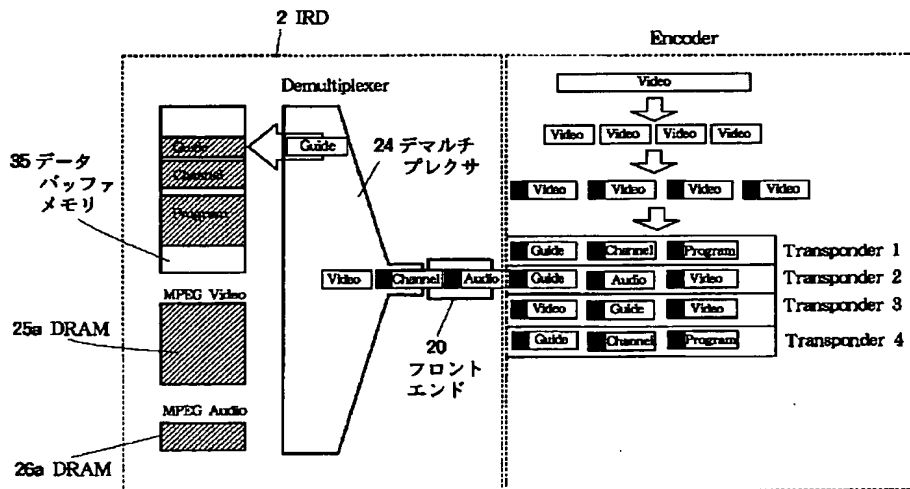 2 IRD
Encoder
Demultiplexer
Video
Video Video Video Video
Video Video Video Video
Guide Channel Program Transponder 1
Guide Audio Video Transponder 2
Video Guide Video Transponder 3
Guide Channel Program Transponder 4
Guide
Channel
Program
Guide
24 デマルチ
プレクサ
35 データ
バッファ
メモリ
Video Channel Audio
20
フロント
エンド
MPEG Video
25a DRAM
MPEG Audio
26a DRAM